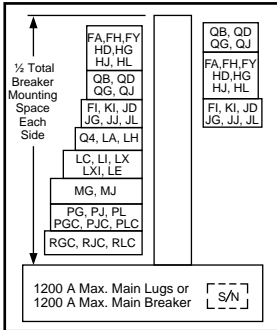 ½ Total
Breaker
Mounting
Space
Each
Side
FA,FH,FY
HD,HG
HJ, HL
QB, QD
QG, QJ
FI, KI, JD
JG, JJ, JL
Q4, LA, LH
LC, LI, LX
LXI, LE
MG, MJ
PG, PJ, PL
PGC, PJC, PLC
RGC, RJC, RLC
QB, QD
QG, QJ
FA,FH,FY
HD,HG
HJ, HL
FI, KI, JD
JG, JJ, JL
1200 A Max. Main Lugs or
1200 A Max. Main Breaker
S/N